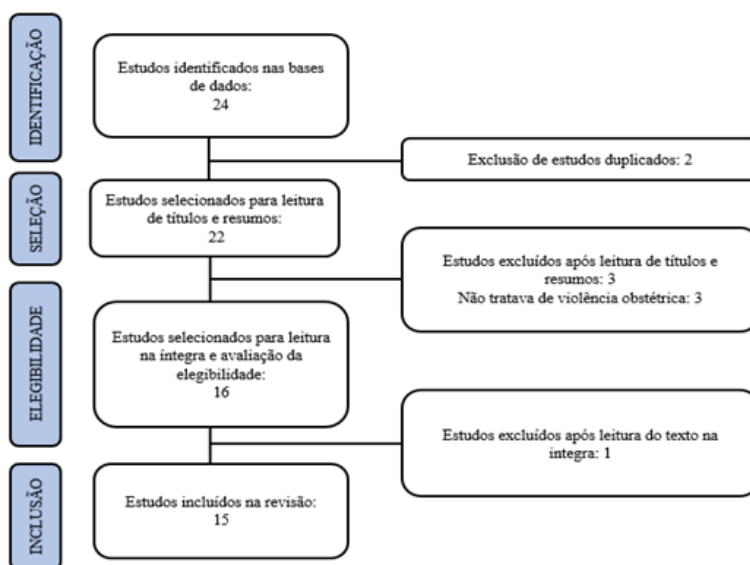 IDENTIFICAÇÃO
Estudos identificados nas bases
de dados:
24
Exclusão de estudos duplicados: 2
SELEÇÃO
Estudos selecionados para leitura
de títulos e resumos:
22
Estudos excluídos após leitura de títulos e
resumos: 3
Não tratava de violência obstétrica: 3
ELEGIBILIDADE
Estudos selecionados para leitura
na íntegra e avaliação da
elegibilidade:
16
Estudos excluídos após leitura do texto na
integra: 1
INCLUSÃO
Estudos incluídos na revisão:
15